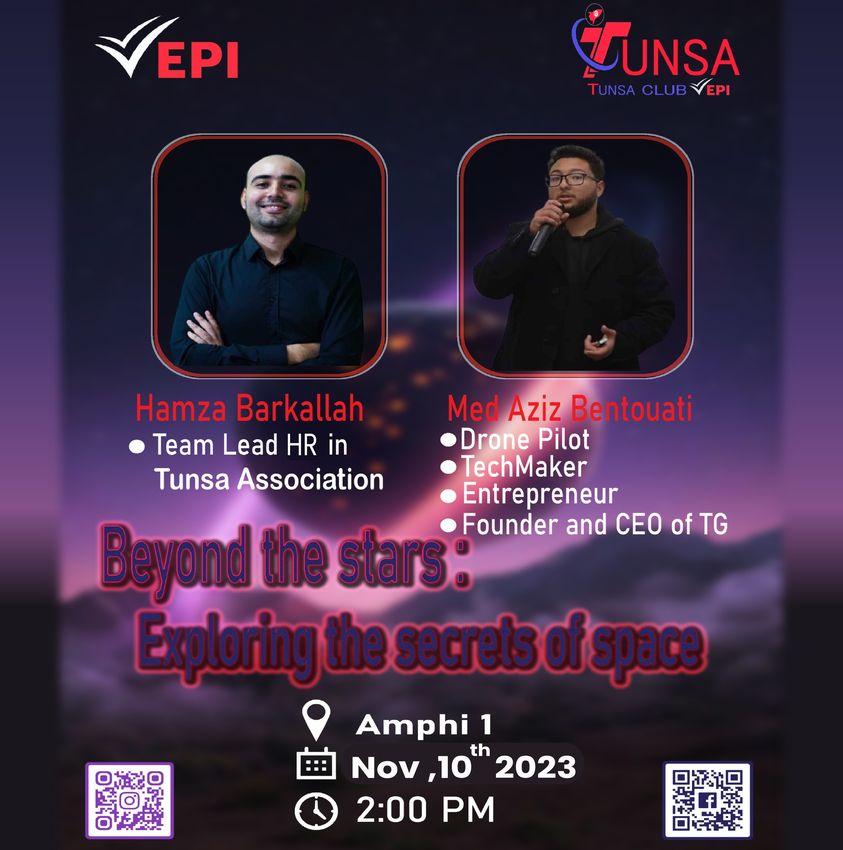 EPI
TUNSA
TUNSA CLUB EPI
Hamza Barkallah
Team Lead HR in
Tunsa Association
Med Aziz Bentouati
Drone Pilot
TechMaker
Entrepreneur
Founder and CEO of TG
Beyond the stars :
Exploring the secrets of space
Amphi 1
Nov ,10th 2023
2:00 PM